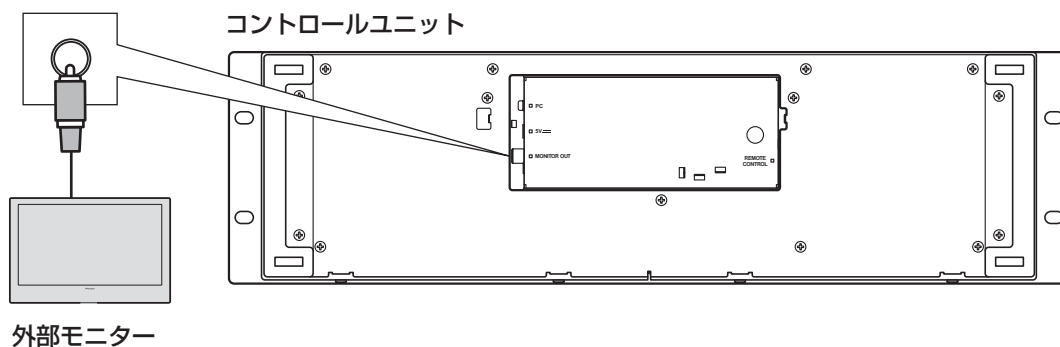 コントロールユニット
PC
5V
MONITOR OUT
REMOTE
CONTROL
外部モニター